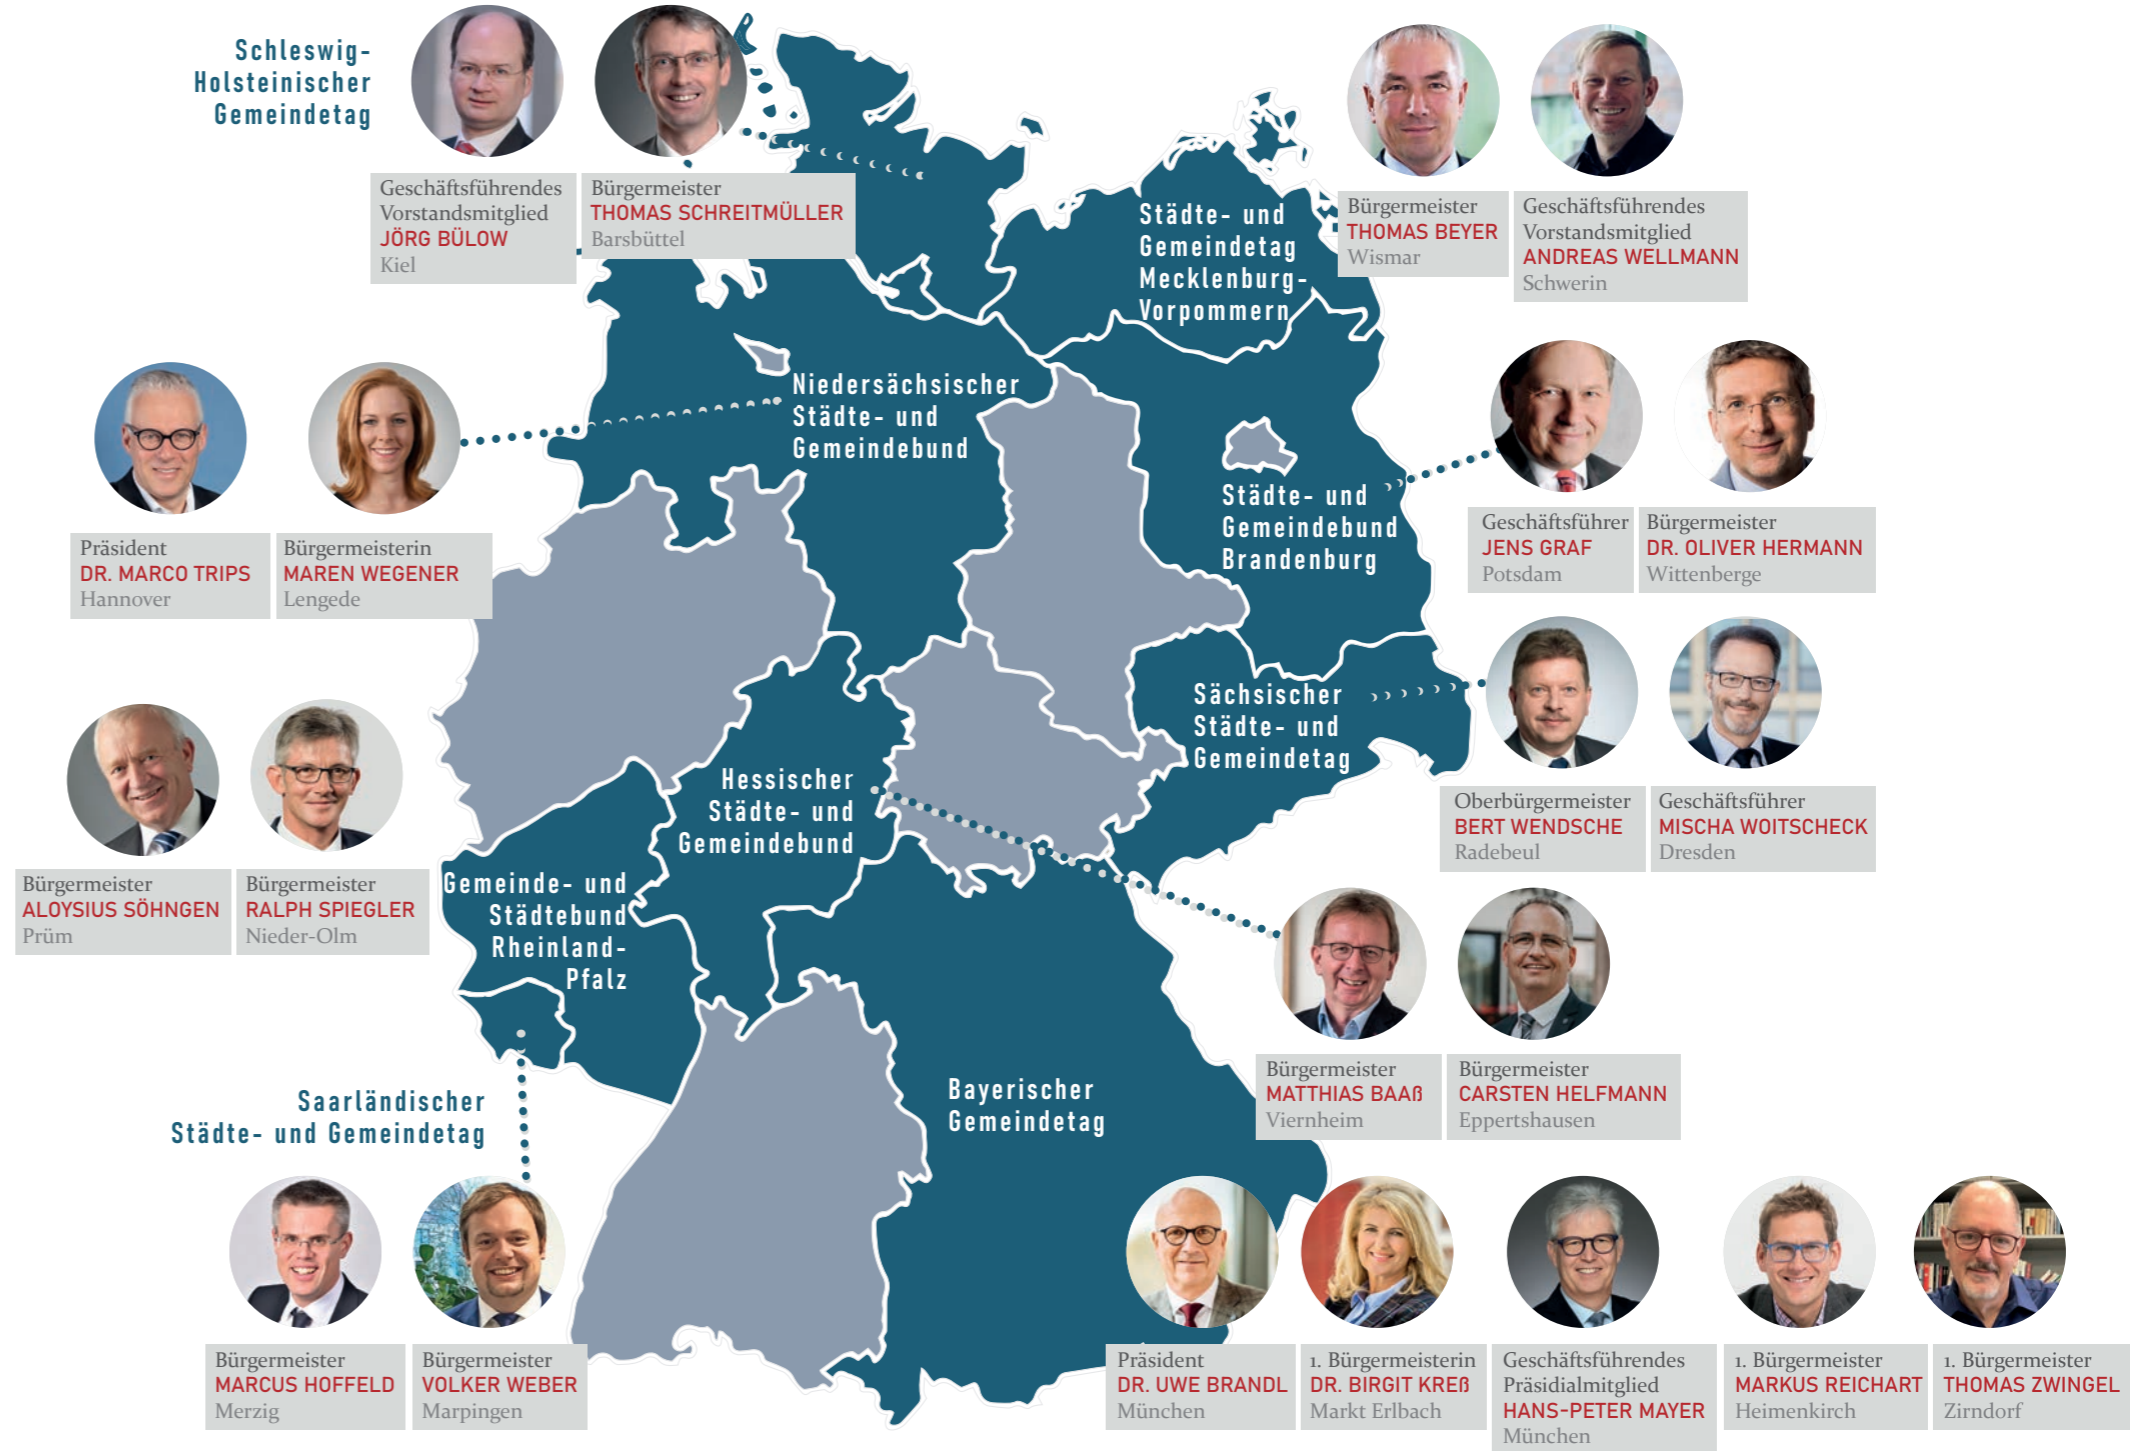 Schleswig-
Holsteinischer
Gemeindetag
Geschäftsführendes
Vorstandsmitglied
JÖRG BÜLOW
Kiel
Bürgermeister
THOMAS SCHREITMÜLLER
Barsbüttel
Städte- und
Gemeindetag
Mecklenburg-
Vorpommern
Bürgermeister
THOMAS BEYER
Wismar
Geschäftsführendes
Vorstandsmitglied
ANDREAS WELLMANN
Schwerin
Niedersächsischer
Städte- und
Gemeindebund
Präsident
DR. MARCO TRIPS
Hannover
Bürgermeisterin
MAREN WEGENER
Lengede
Städte- und
Gemeindebund
Brandenburg
Geschäftsführer
JENS GRAF
Potsdam
Bürgermeister
DR. OLIVER HERMANN
Wittenberge
Sächsischer
Städte- und
Gemeindetag
Oberbürgermeister
BERT WENDSCHE
Radebeul
Geschäftsführer
MISCHA WOITSCHECK
Dresden
Hessischer
Städte- und
Gemeindebund
Bürgermeister
ALOYSIUS SÖHNGEN
Prüm
Bürgermeister
RALPH SPIEGLER
Nieder-Olm
Gemeinde- und
Städtebund
Rheinland-
Pfalz
Bürgermeister
MATTHIAS BAAß
Viernheim
Bürgermeister
CARSTEN HELFMANN
Eppertshausen
Saarländischer
Städte- und Gemeindetag
Bayerischer
Gemeindetag
Bürgermeister
MARCUS HOFFELD
Merzig
Bürgermeister
VOLKER WEBER
Marpingen
Präsident
DR. UWE BRANDL
München
1. Bürgermeisterin
DR. BIRGIT KREß
Markt Erlbach
Geschäftsführendes
Präsidialmitglied
HANS-PETER MAYER
München
1. Bürgermeister
MARKUS REICHART
Heimenkirch
1. Bürgermeister
THOMAS ZWINGEL
Zirndorf